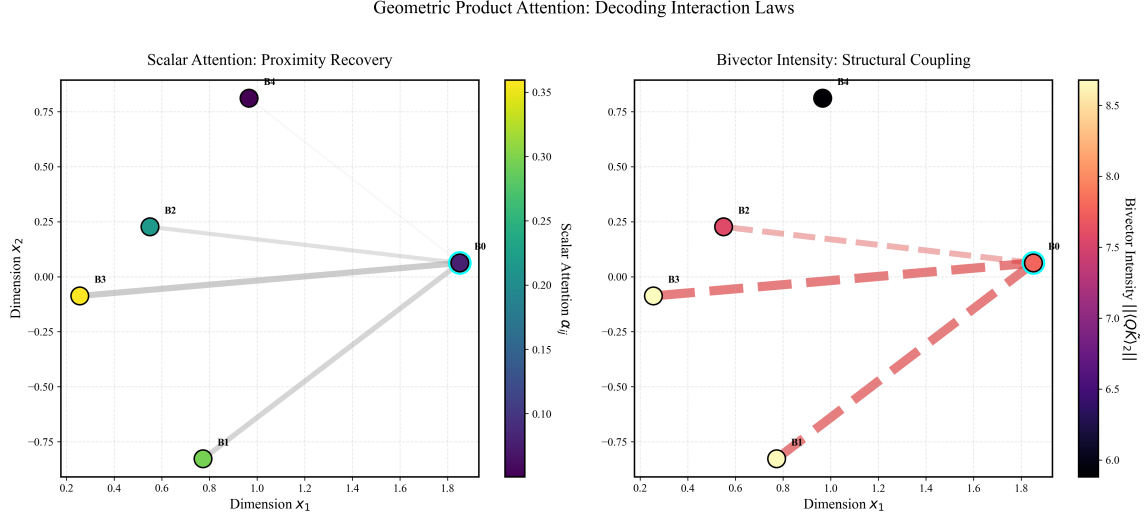 Geometric Product Attention: Decoding Interaction Laws
Scalar Attention: Proximity Recovery
B4
B2
B0
B3
B1
0.75
0.50
0.25
0.00
−0.25
−0.50
−0.75
Dimension x₂
0.2 0.4 0.6 0.8 1.0 1.2 1.4 1.6 1.8
Dimension x₁
0.35
0.30
0.25
0.20
0.15
0.10
Scalar Attention αᵢⱼ
Bivector Intensity: Structural Coupling
B4
B2
B0
B3
B1
0.75
0.50
0.25
0.00
−0.25
−0.50
−0.75
0.2 0.4 0.6 0.8 1.0 1.2 1.4 1.6 1.8
Dimension x₁
8.5
8.0
7.5
7.0
6.5
6.0
Bivector Intensity ||⟨QK̃⟩₂||